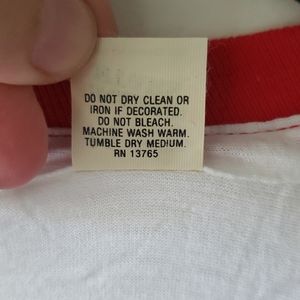 DO NOT DRY CLEAN OR
IRON IF DECORATED.
DO NOT BLEACH.
MACHINE WASH WARM.
TUMBLE DRY MEDIUM.
RN 13765